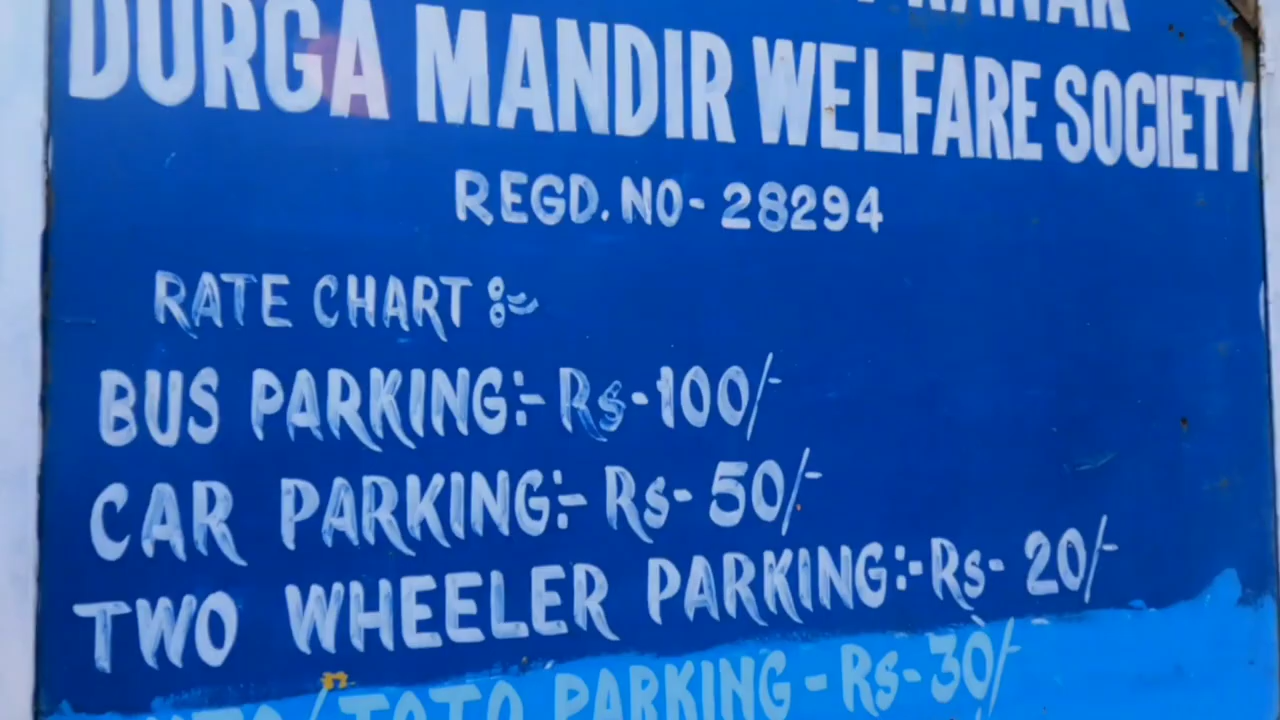 DURGA MANDIR WELFARE SOCIETY
REGD. NO- 28294
RATE CHART :~
BUS PARKING:- Rs-100/-
CAR PARKING:- Rs- 50/-
TWO WHEELER PARKING:- Rs- 20/-
TOTO PARKING - Rs-30/-